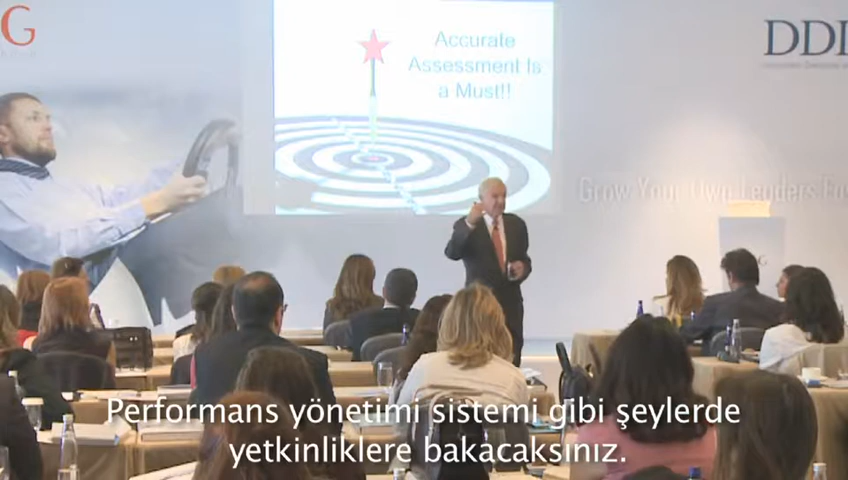 G
DDI
Accurate
Assessment Is
a Must!!
Grow Your Own Leaders
G
Performans yönetimi sistemi gibi şeylerde
yetkinliklere bakacaksınız.